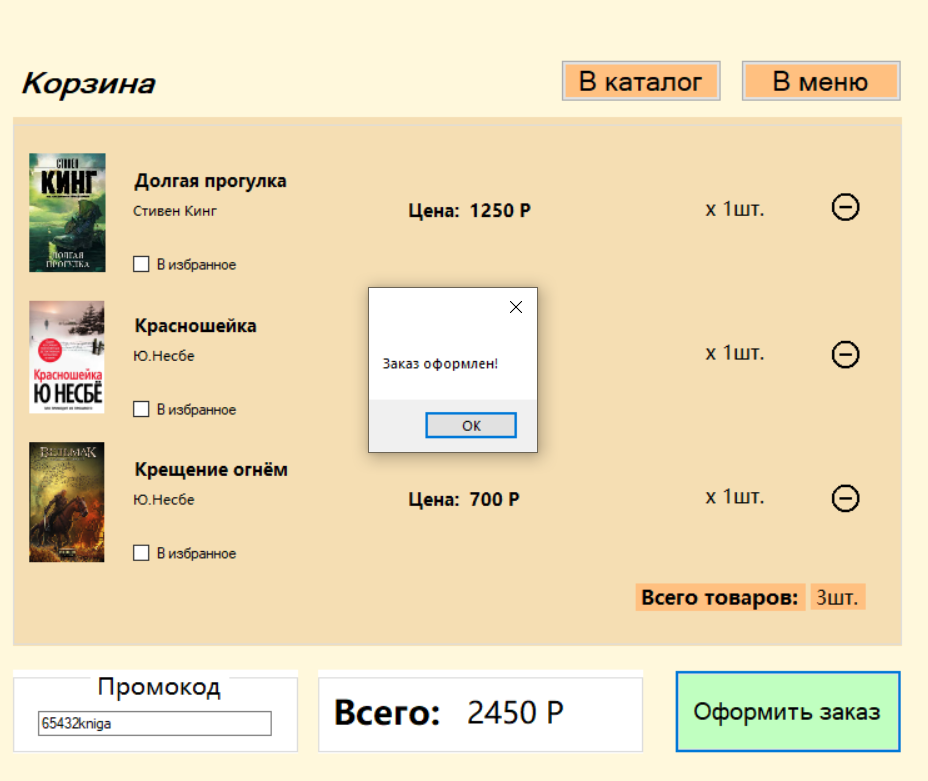 Корзина
В каталог
В меню
СТИВЕН
КИНГ
ДОЛГАЯ
ПРОГУЛКА
Долгая прогулка
Стивен Кинг
В избранное
Цена: 1250 Р
х 1шт.
Красношейка
Ю НЕСБЁ
Красношейка
Ю.Несбе
В избранное
х 1шт.
Заказ оформлен!
ОК
ВЕДЬМАК
Крещение огнём
Ю.Несбе
В избранное
Цена: 700 Р
х 1шт.
Всего товаров: 3шт.
Промокод
65432kniga
Всего: 2450 Р
Оформить заказ